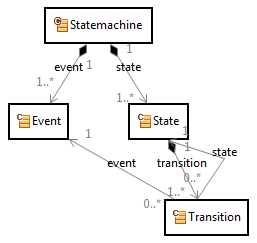 Statemachine
event 1 1 state
1..* 1..*
Event State
1 1 1
event transition state
0..*
0..* 1..*
Transition